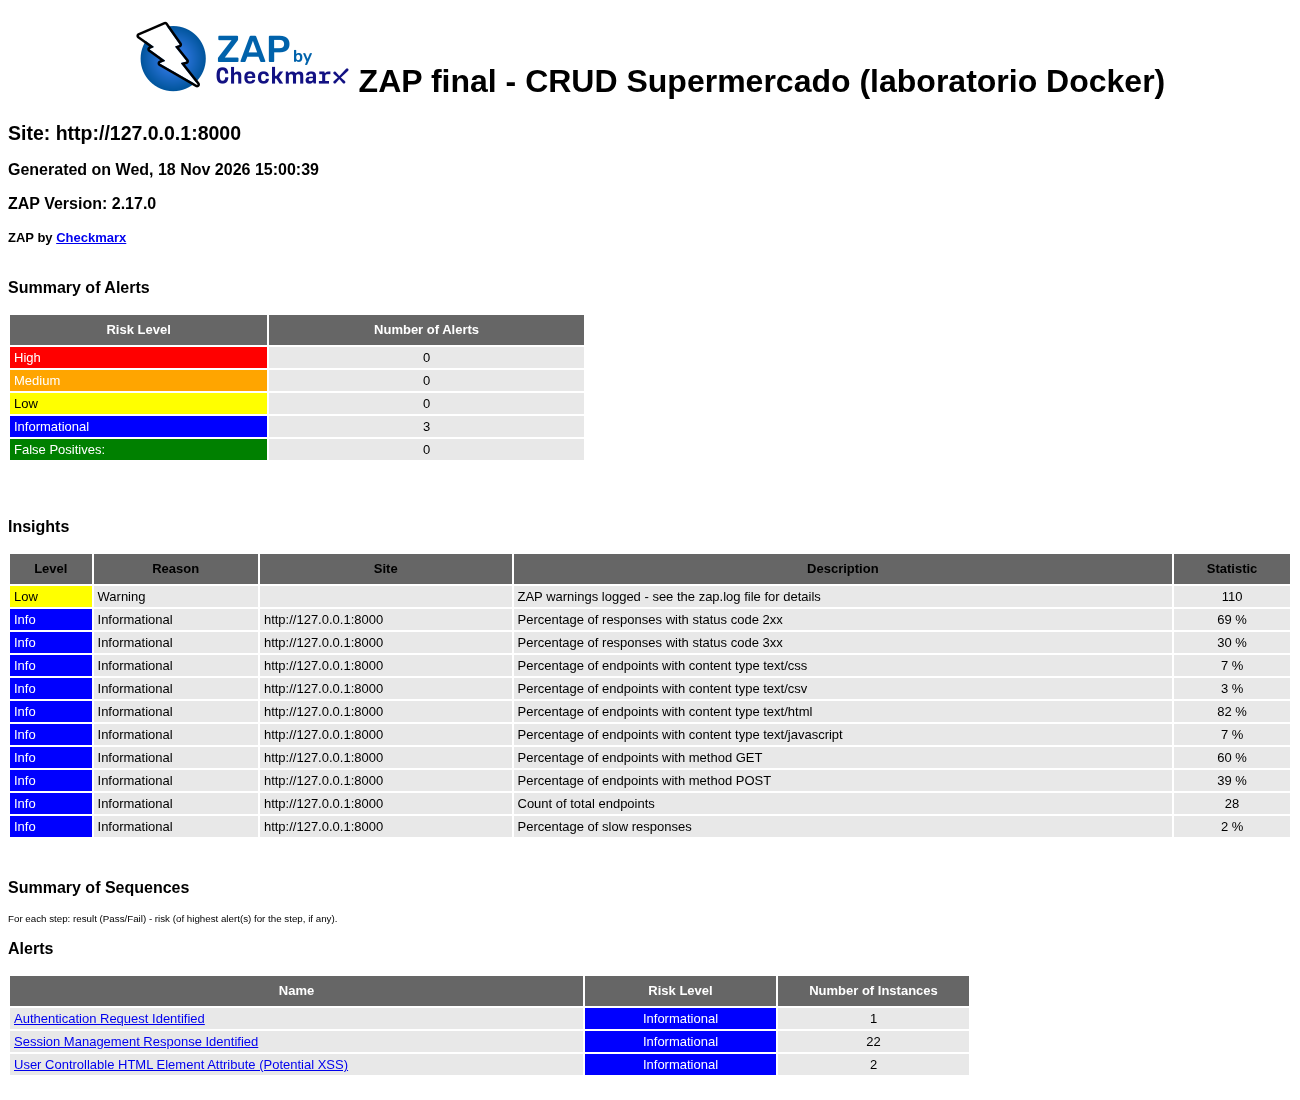 ZAP by
Checkmarx ZAP final - CRUD Supermercado (laboratorio Docker)
Site: http://127.0.0.1:8000
Generated on Wed, 18 Nov 2026 15:00:39
ZAP Version: 2.17.0
ZAP by Checkmarx
Summary of Alerts
Risk Level Number of Alerts
High 0
Medium 0
Low 0
Informational 3
False Positives: 0
Insights
Level Reason Site Description Statistic
Low Warning ZAP warnings logged - see the zap.log file for details 110
Info Informational http://127.0.0.1:8000 Percentage of responses with status code 2xx 69 %
Info Informational http://127.0.0.1:8000 Percentage of responses with status code 3xx 30 %
Info Informational http://127.0.0.1:8000 Percentage of endpoints with content type text/css 7 %
Info Informational http://127.0.0.1:8000 Percentage of endpoints with content type text/csv 3 %
Info Informational http://127.0.0.1:8000 Percentage of endpoints with content type text/html 82 %
Info Informational http://127.0.0.1:8000 Percentage of endpoints with content type text/javascript 7 %
Info Informational http://127.0.0.1:8000 Percentage of endpoints with method GET 60 %
Info Informational http://127.0.0.1:8000 Percentage of endpoints with method POST 39 %
Info Informational http://127.0.0.1:8000 Count of total endpoints 28
Info Informational http://127.0.0.1:8000 Percentage of slow responses 2 %
Summary of Sequences
For each step: result (Pass/Fail) - risk (of highest alert(s) for the step, if any).
Alerts
Name Risk Level Number of Instances
Authentication Request Identified Informational 1
Session Management Response Identified Informational 22
User Controllable HTML Element Attribute (Potential XSS) Informational 2